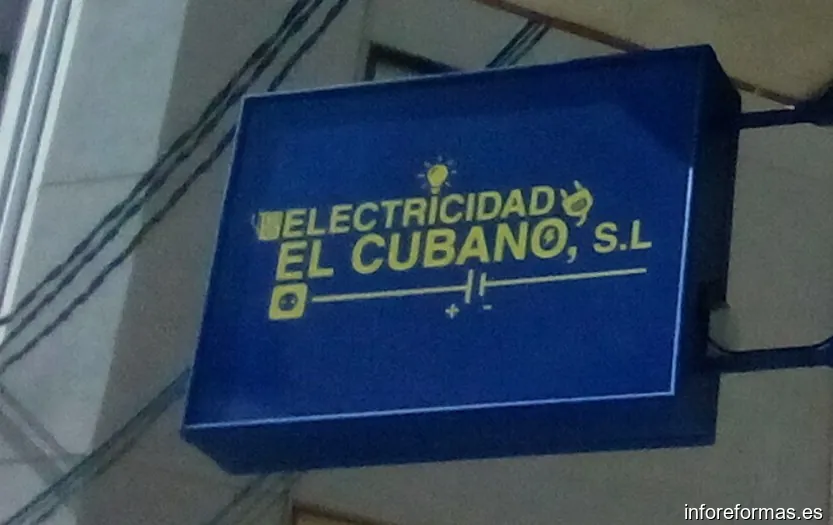 ELECTRICIDAD
EL CUBANO, S.L
+ -
inforeformas.es